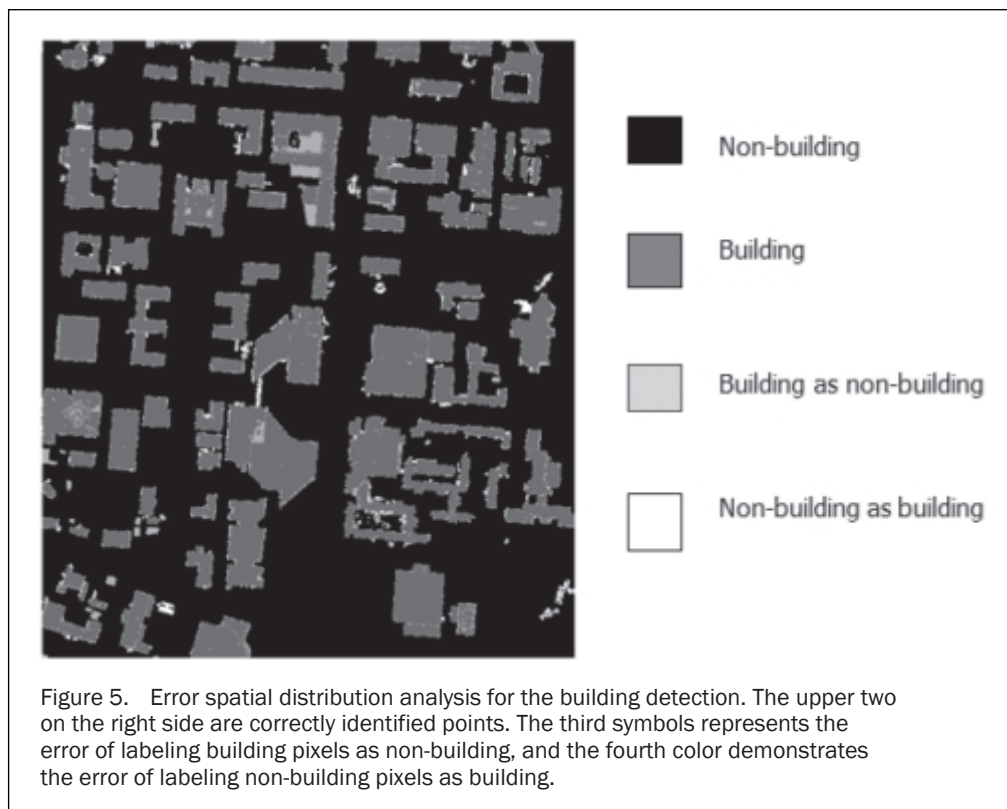 6
Non-building
Building
Building as non-building
Non-building as building
Figure 5. Error spatial distribution analysis for the building detection. The upper two
on the right side are correctly identified points. The third symbols represents the
error of labeling building pixels as non-building, and the fourth color demonstrates
the error of labeling non-building pixels as building.